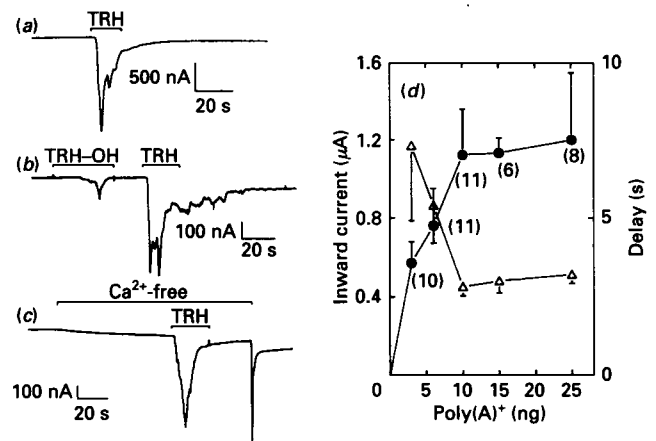 (a)
TRH
500 nA
20 s
(b)
TRH–OH
TRH
100 nA
20 s
Ca²⁺-free
(c)
TRH
100 nA
20 s
(d)
1.6
1.2
0.8
0.4
0
Inward current (μA)
10
5
0
Delay (s)
(10)
(11)
(11)
(6)
(8)
5
10
15
20
25
Poly(A)⁺ (ng)